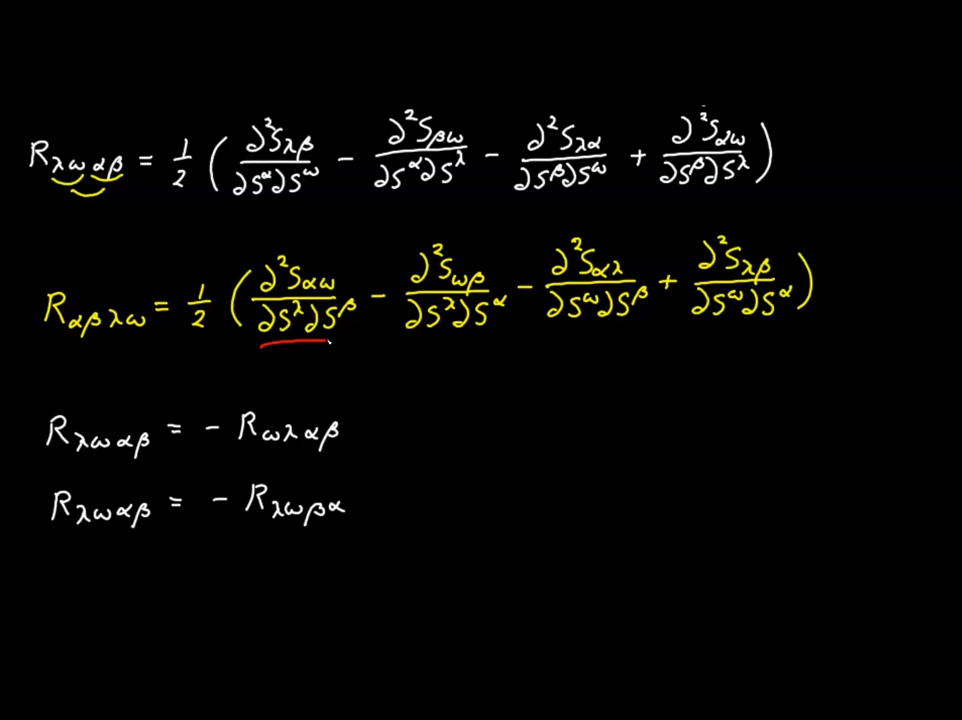 R_{λωαβ} = 1/2 ( ∂²S_{λβ}/∂S^α∂S^ω − ∂²S_{βω}/∂S^α∂S^λ − ∂²S_{λα}/∂S^β∂S^ω + ∂²S_{αω}/∂S^β∂S^λ )
R_{αβλω} = 1/2 ( ∂²S_{αω}/∂S^λ∂S^β − ∂²S_{ωβ}/∂S^λ∂S^α − ∂²S_{αλ}/∂S^ω∂S^β + ∂²S_{λβ}/∂S^ω∂S^α )
R_{λωαβ} = − R_{ωλαβ}
R_{λωαβ} = − R_{λωβα}